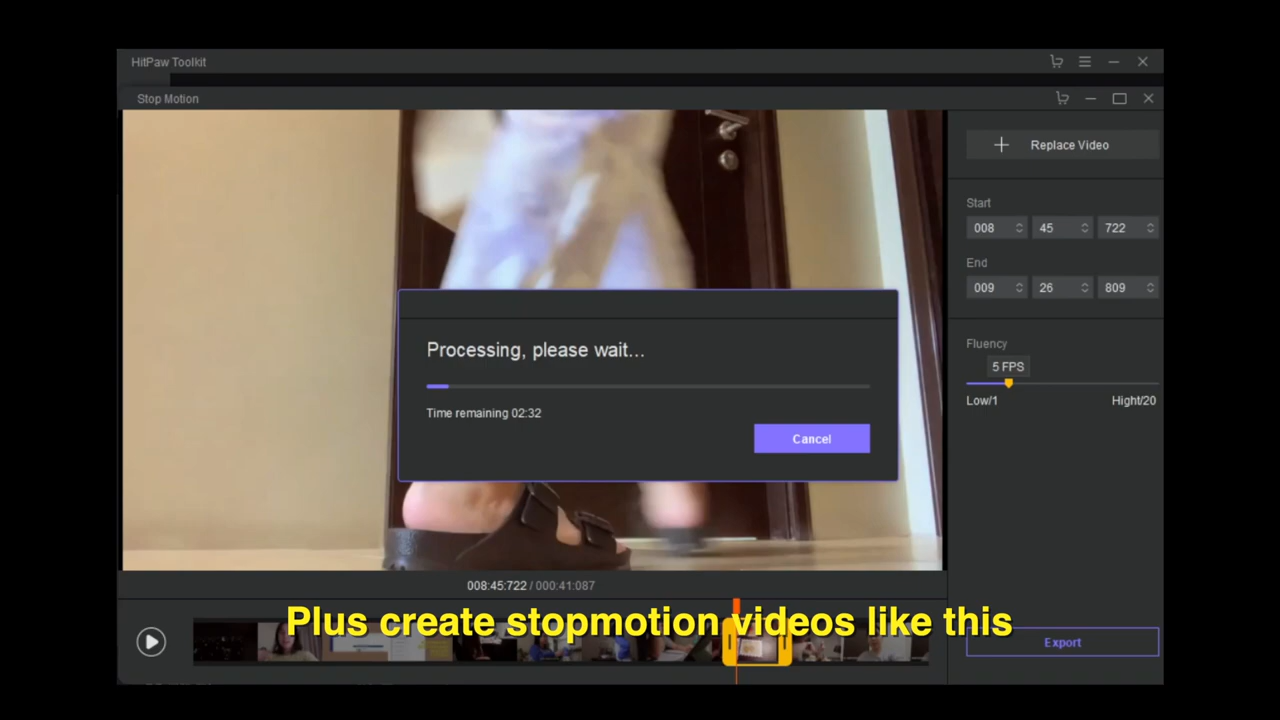 HitPaw Toolkit
Stop Motion
Replace Video
Start
008 45 722
End
009 26 809
Fluency
5 FPS
Low/1 Hight/20
Processing, please wait...
Time remaining 02:32
Cancel
008:45:722 / 000:41:087
Plus create stopmotion videos like this
Export